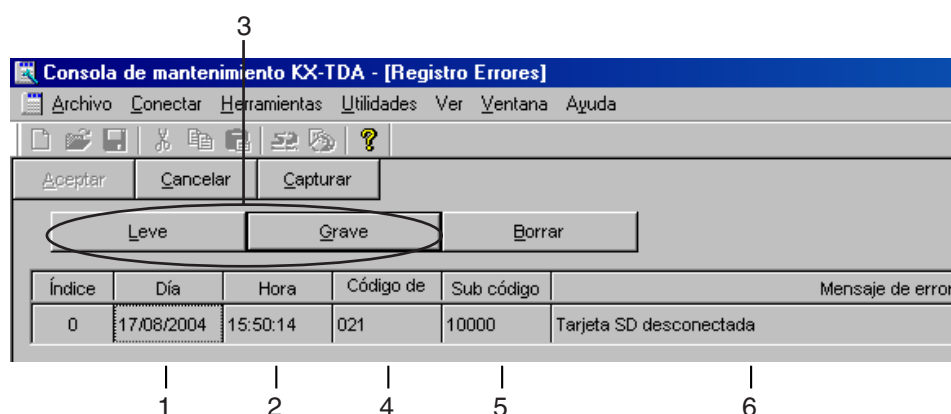 3
Consola de mantenimiento KX-TDA - [Registro Errores]
Archivo Conectar Herramientas Utilidades Ver Ventana Ayuda
Aceptar Cancelar Capturar
Leve Grave Borrar
Índice Día Hora Código de Sub código Mensaje de error
0 17/08/2004 15:50:14 021 10000 Tarjeta SD desconectada
1 2 4 5 6